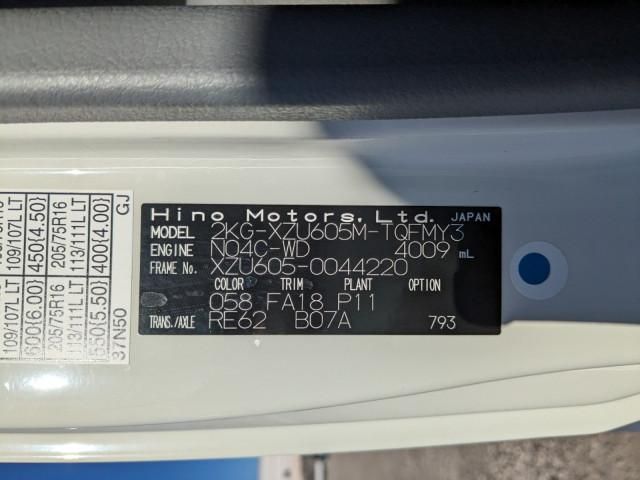 Hino Motors, Ltd. JAPAN
MODEL 2KG-XZU605M-TQFMY3
ENGINE N04C-WD 4009 mL
FRAME No. XZU605-0044220
COLOR TRIM PLANT OPTION
058 FA18 P11
TRANS./AXLE RE62 B07A 793
109/107L LT
600(6.00) 450(4.50)
205/75R16 205/75R16
111/109L LT 113/111L LT
113/111L LT
550(5.50) 400(4.00)
37N50 GJ